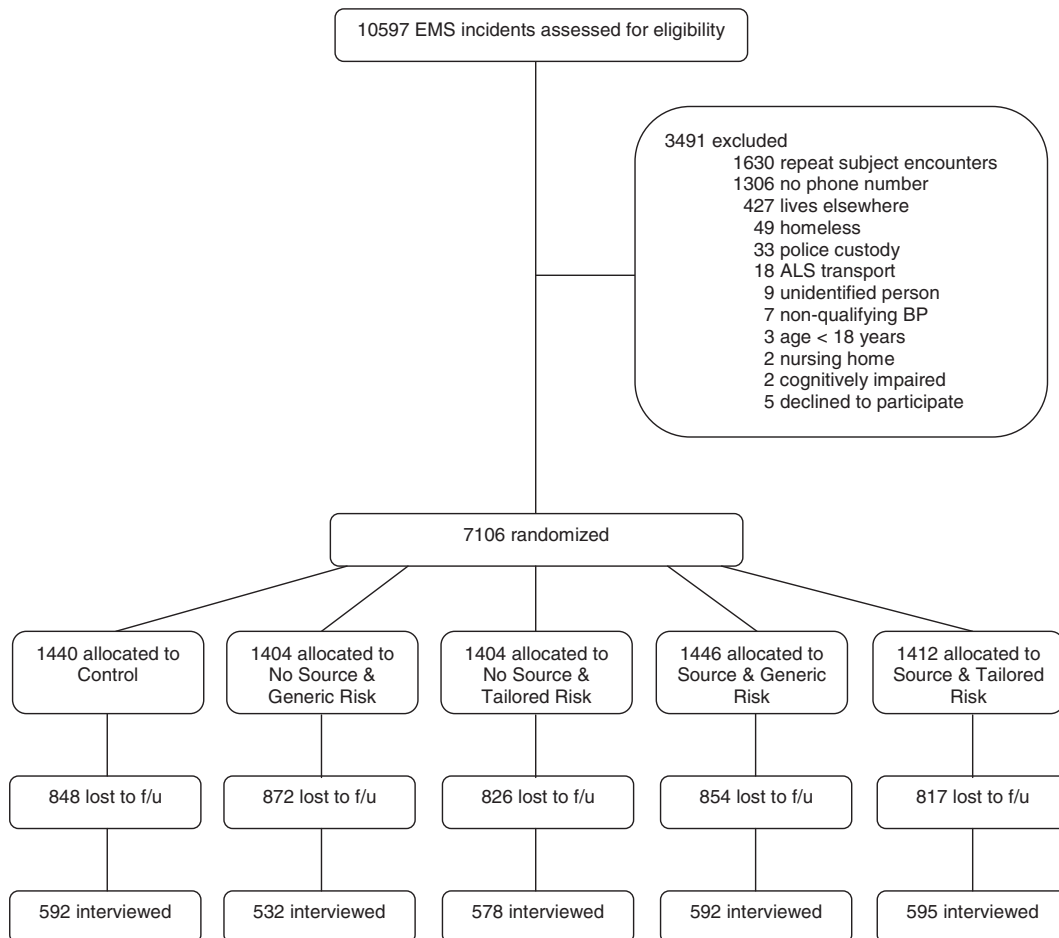 10597 EMS incidents assessed for eligibility
3491 excluded
1630 repeat subject encounters
1306 no phone number
427 lives elsewhere
49 homeless
33 police custody
18 ALS transport
9 unidentified person
7 non-qualifying BP
3 age < 18 years
2 nursing home
2 cognitively impaired
5 declined to participate
7106 randomized
1440 allocated to
Control
1404 allocated to
No Source &
Generic Risk
1404 allocated to
No Source &
Tailored Risk
1446 allocated to
Source & Generic
Risk
1412 allocated to
Source & Tailored
Risk
848 lost to f/u
872 lost to f/u
826 lost to f/u
854 lost to f/u
817 lost to f/u
592 interviewed
532 interviewed
578 interviewed
592 interviewed
595 interviewed